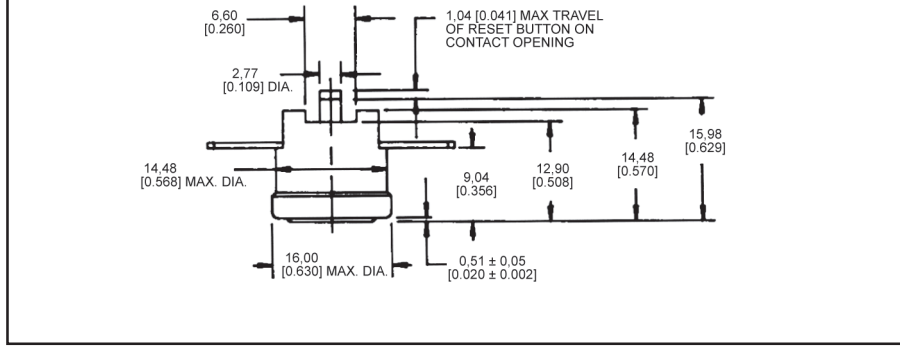 6,60
[0.260]
1,04 [0.041] MAX TRAVEL
OF RESET BUTTON ON
CONTACT OPENING
2,77
[0.109] DIA.
15,98
[0.629]
14,48
[0.568] MAX. DIA.
9,04
[0.356]
12,90
[0.508]
14,48
[0.570]
16,00
[0.630] MAX. DIA.
0,51 ± 0,05
[0.020 ± 0.002]